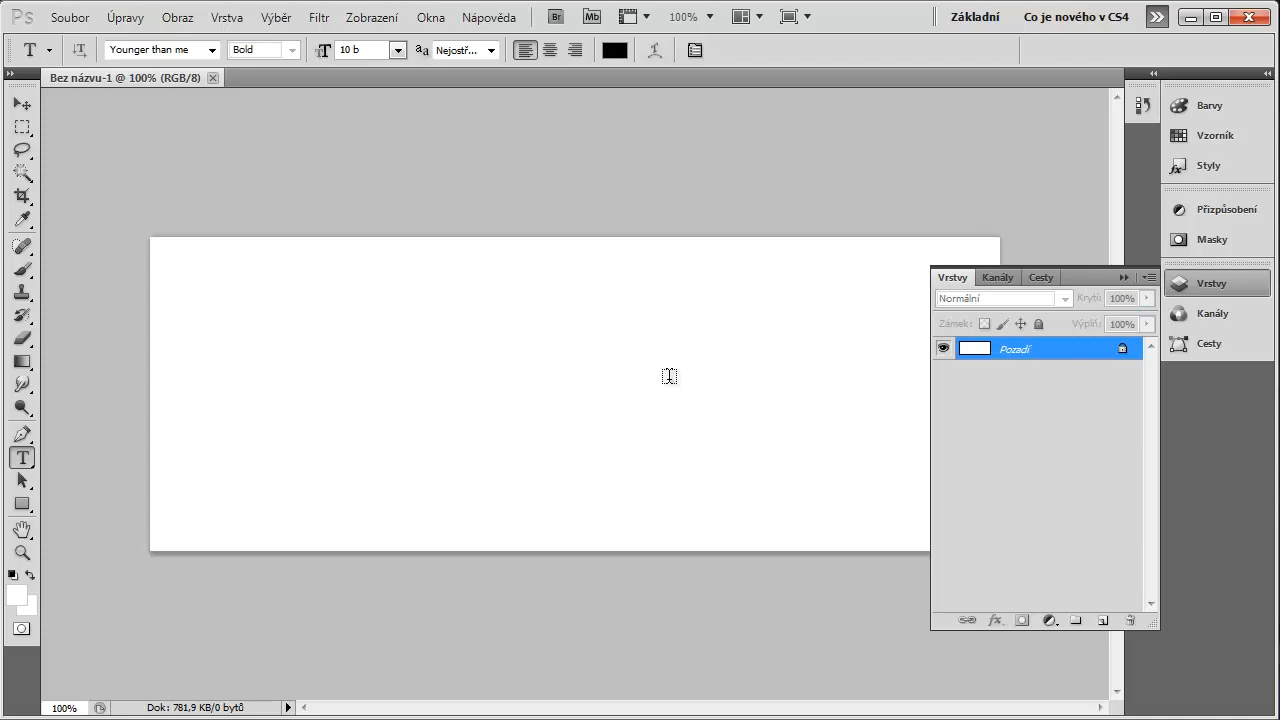 Ps Soubor Úpravy Obraz Vrstva Výběr Filtr Zobrazení Okna Nápověda Br Mb 100% Základní Co je nového v CS4
T Younger than me Bold 10 b aa Nejostř...
Bez názvu-1 @ 100% (RGB/8)
Barvy
Vzorník
Styly
Přizpůsobení
Masky
Vrstvy
Kanály
Cesty
Vrstvy Kanály Cesty
Normální Krytí: 100%
Zámek: Výplň: 100%
Pozadí
fx
100% Dok: 781,9 KB/0 bytů